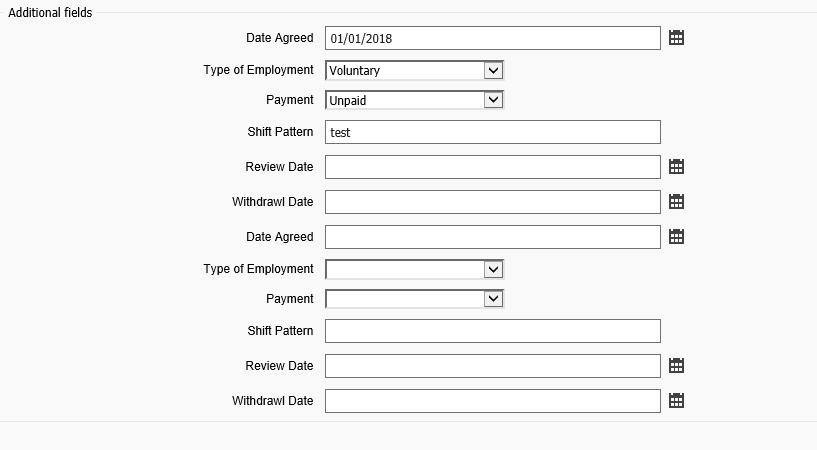 Additional fields
Date Agreed 01/01/2018
Type of Employment Voluntary
Payment Unpaid
Shift Pattern test
Review Date
Withdrawl Date
Date Agreed
Type of Employment
Payment
Shift Pattern
Review Date
Withdrawl Date